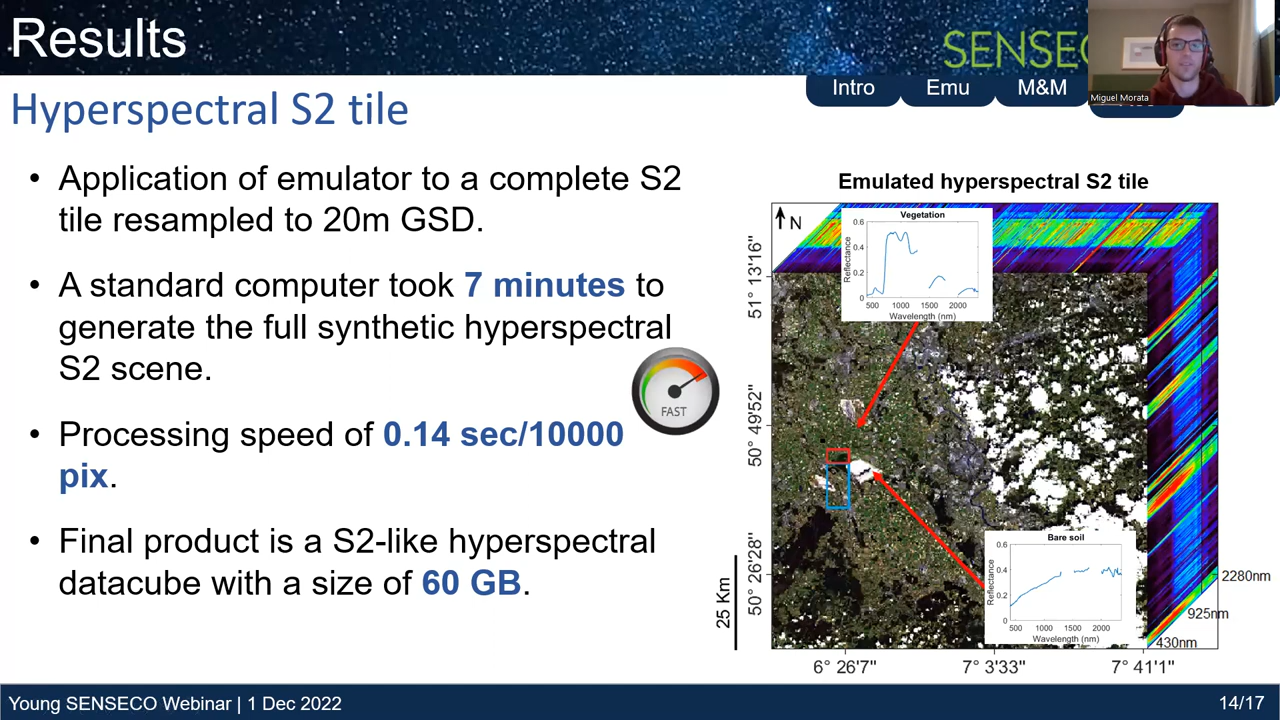 Results
SENSECO
Intro
Emu
M&M
Miguel Morata
Hyperspectral S2 tile
• Application of emulator to a complete S2
tile resampled to 20m GSD.
• A standard computer took 7 minutes to
generate the full synthetic hyperspectral
S2 scene.
FAST
• Processing speed of 0.14 sec/10000
pix.
• Final product is a S2-like hyperspectral
datacube with a size of 60 GB.
Emulated hyperspectral S2 tile
N
Vegetation
Reflectance
0.6
0.4
0.2
0
500 1000 1500 2000
Wavelength (nm)
51° 13'16"
50° 49'52"
50° 26'28"
25 Km
Bare soil
Reflectance
0.6
0.4
0.2
0
500 1000 1500 2000
Wavelength (nm)
2280nm
925nm
430nm
6° 26'7" 7° 3'33" 7° 41'1"
Young SENSECO Webinar | 1 Dec 2022
14/17